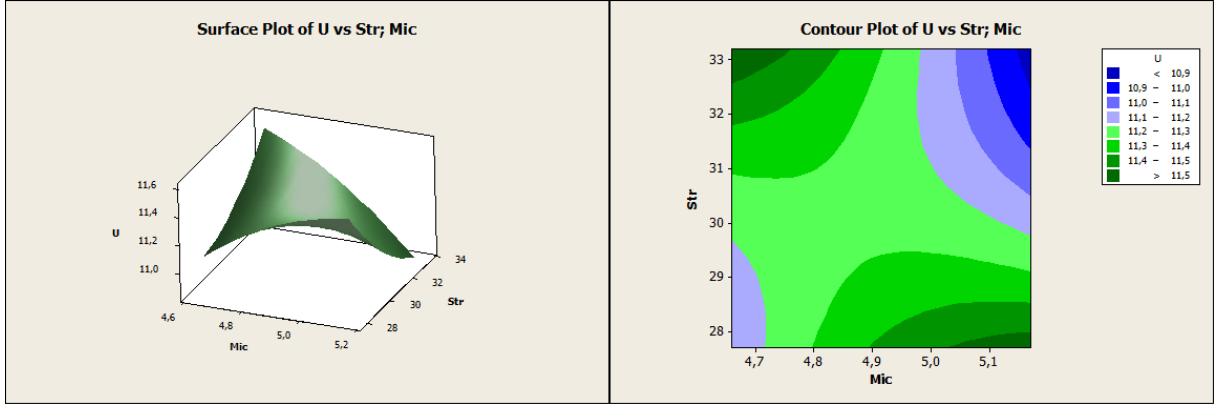 Surface Plot of U vs Str; Mic
11,6
11,4
11,2
11,0
U
4,6
4,8
5,0
5,2
Mic
28
30
32
34
Str
Contour Plot of U vs Str; Mic
33
32
31
30
29
28
Str
4,7
4,8
4,9
5,0
5,1
Mic
U
< 10,9
10,9 – 11,0
11,0 – 11,1
11,1 – 11,2
11,2 – 11,3
11,3 – 11,4
11,4 – 11,5
> 11,5